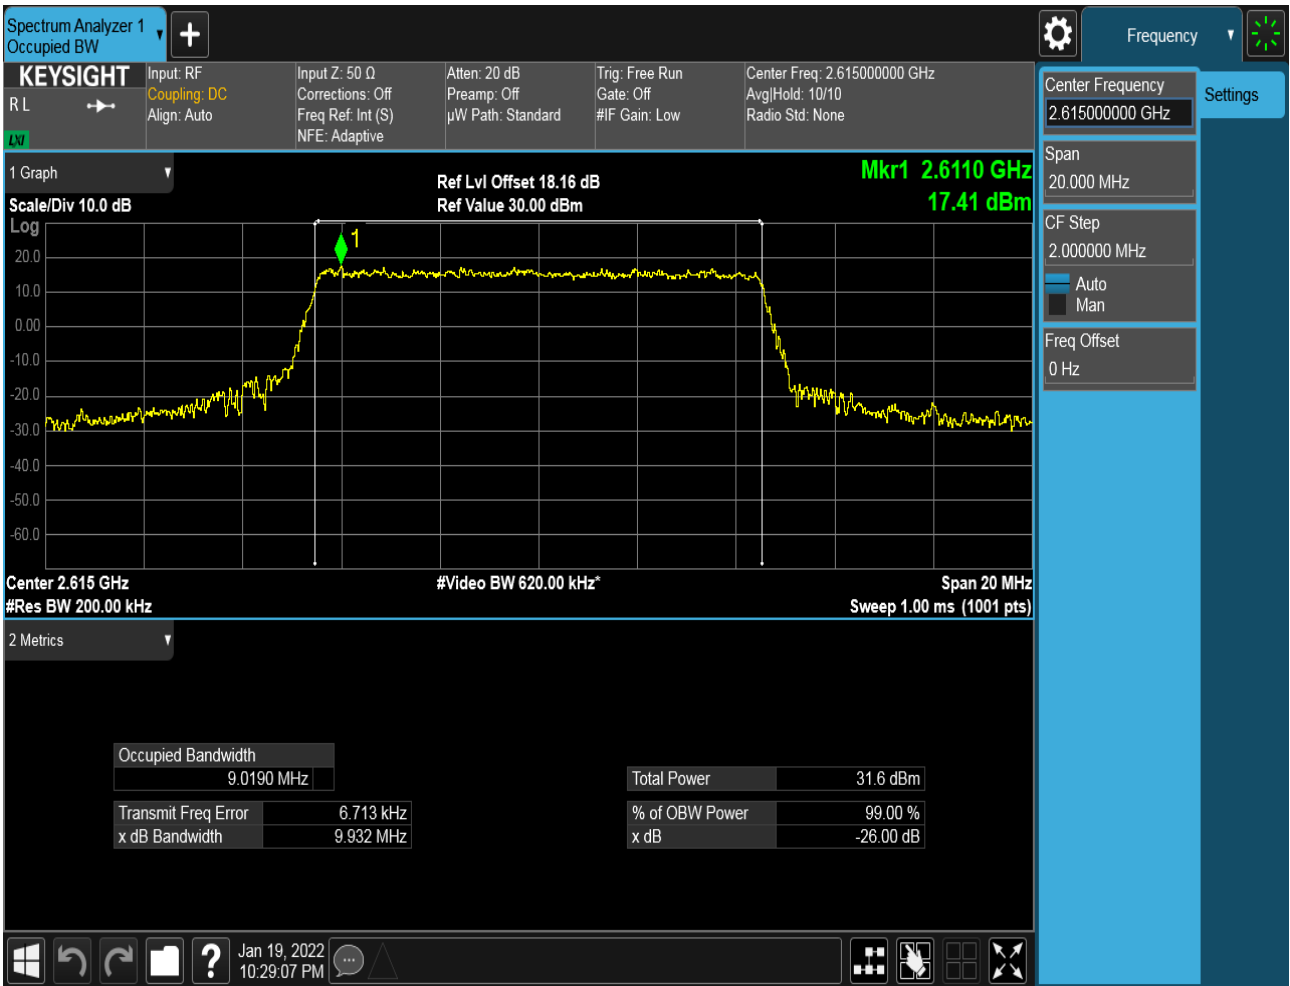 Spectrum Analyzer 1
Occupied BW
Frequency
KEYSIGHT
R L
LXI
Input: RF
Coupling: DC
Align: Auto
Input Z: 50 Ω
Corrections: Off
Freq Ref: Int (S)
NFE: Adaptive
Atten: 20 dB
Preamp: Off
µW Path: Standard
Trig: Free Run
Gate: Off
#IF Gain: Low
Center Freq: 2.615000000 GHz
Avg|Hold: 10/10
Radio Std: None
Center Frequency
2.615000000 GHz
Settings
Span
20.000 MHz
CF Step
2.000000 MHz
Auto
Man
Freq Offset
0 Hz
1 Graph
Scale/Div 10.0 dB
Log
Ref Lvl Offset 18.16 dB
Ref Value 30.00 dBm
Mkr1 2.6110 GHz
17.41 dBm
1
20.0
10.0
0.00
-10.0
-20.0
-30.0
-40.0
-50.0
-60.0
Center 2.615 GHz
#Res BW 200.00 kHz
#Video BW 620.00 kHz*
Span 20 MHz
Sweep 1.00 ms (1001 pts)
2 Metrics
Occupied Bandwidth
9.0190 MHz
Transmit Freq Error 6.713 kHz
x dB Bandwidth 9.932 MHz
Total Power 31.6 dBm
% of OBW Power 99.00 %
x dB -26.00 dB
?
Jan 19, 2022
10:29:07 PM